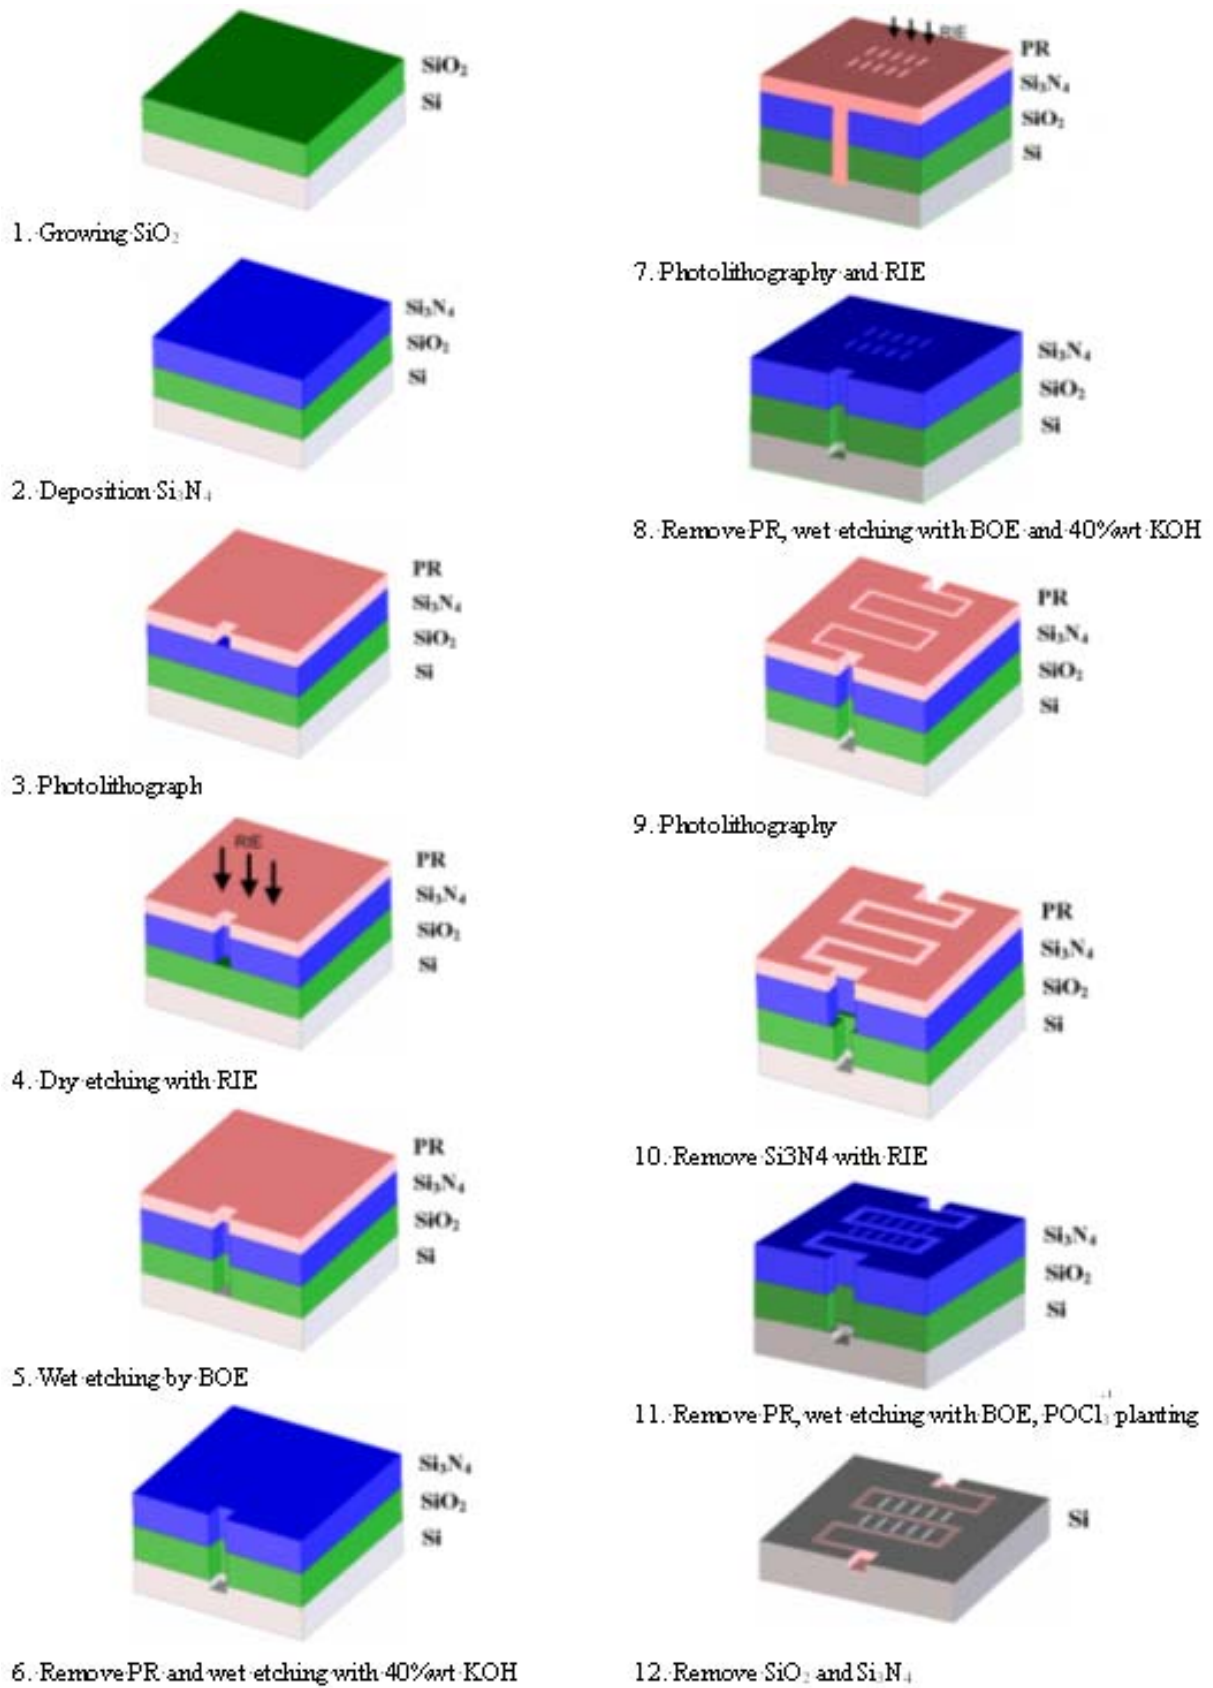 SiO₂
Si
1. Growing SiO₂
Si₃N₄
SiO₂
Si
2. Deposition Si₃N₄
PR
Si₃N₄
SiO₂
Si
3. Photolithograph
RIE
PR
Si₃N₄
SiO₂
Si
4. Dry etching with RIE
PR
Si₃N₄
SiO₂
Si
5. Wet etching by BOE
Si₃N₄
SiO₂
Si
6. Remove PR and wet etching with 40%wt KOH
RIE
PR
Si₃N₄
SiO₂
Si
7. Photolithography and RIE
Si₃N₄
SiO₂
Si
8. Remove PR, wet etching with BOE and 40%wt KOH
PR
Si₃N₄
SiO₂
Si
9. Photolithography
PR
Si₃N₄
SiO₂
Si
10. Remove Si3N4 with RIE
Si₃N₄
SiO₂
Si
11. Remove PR, wet etching with BOE, POCl₃ planting
Si
12. Remove SiO₂ and Si₃N₄